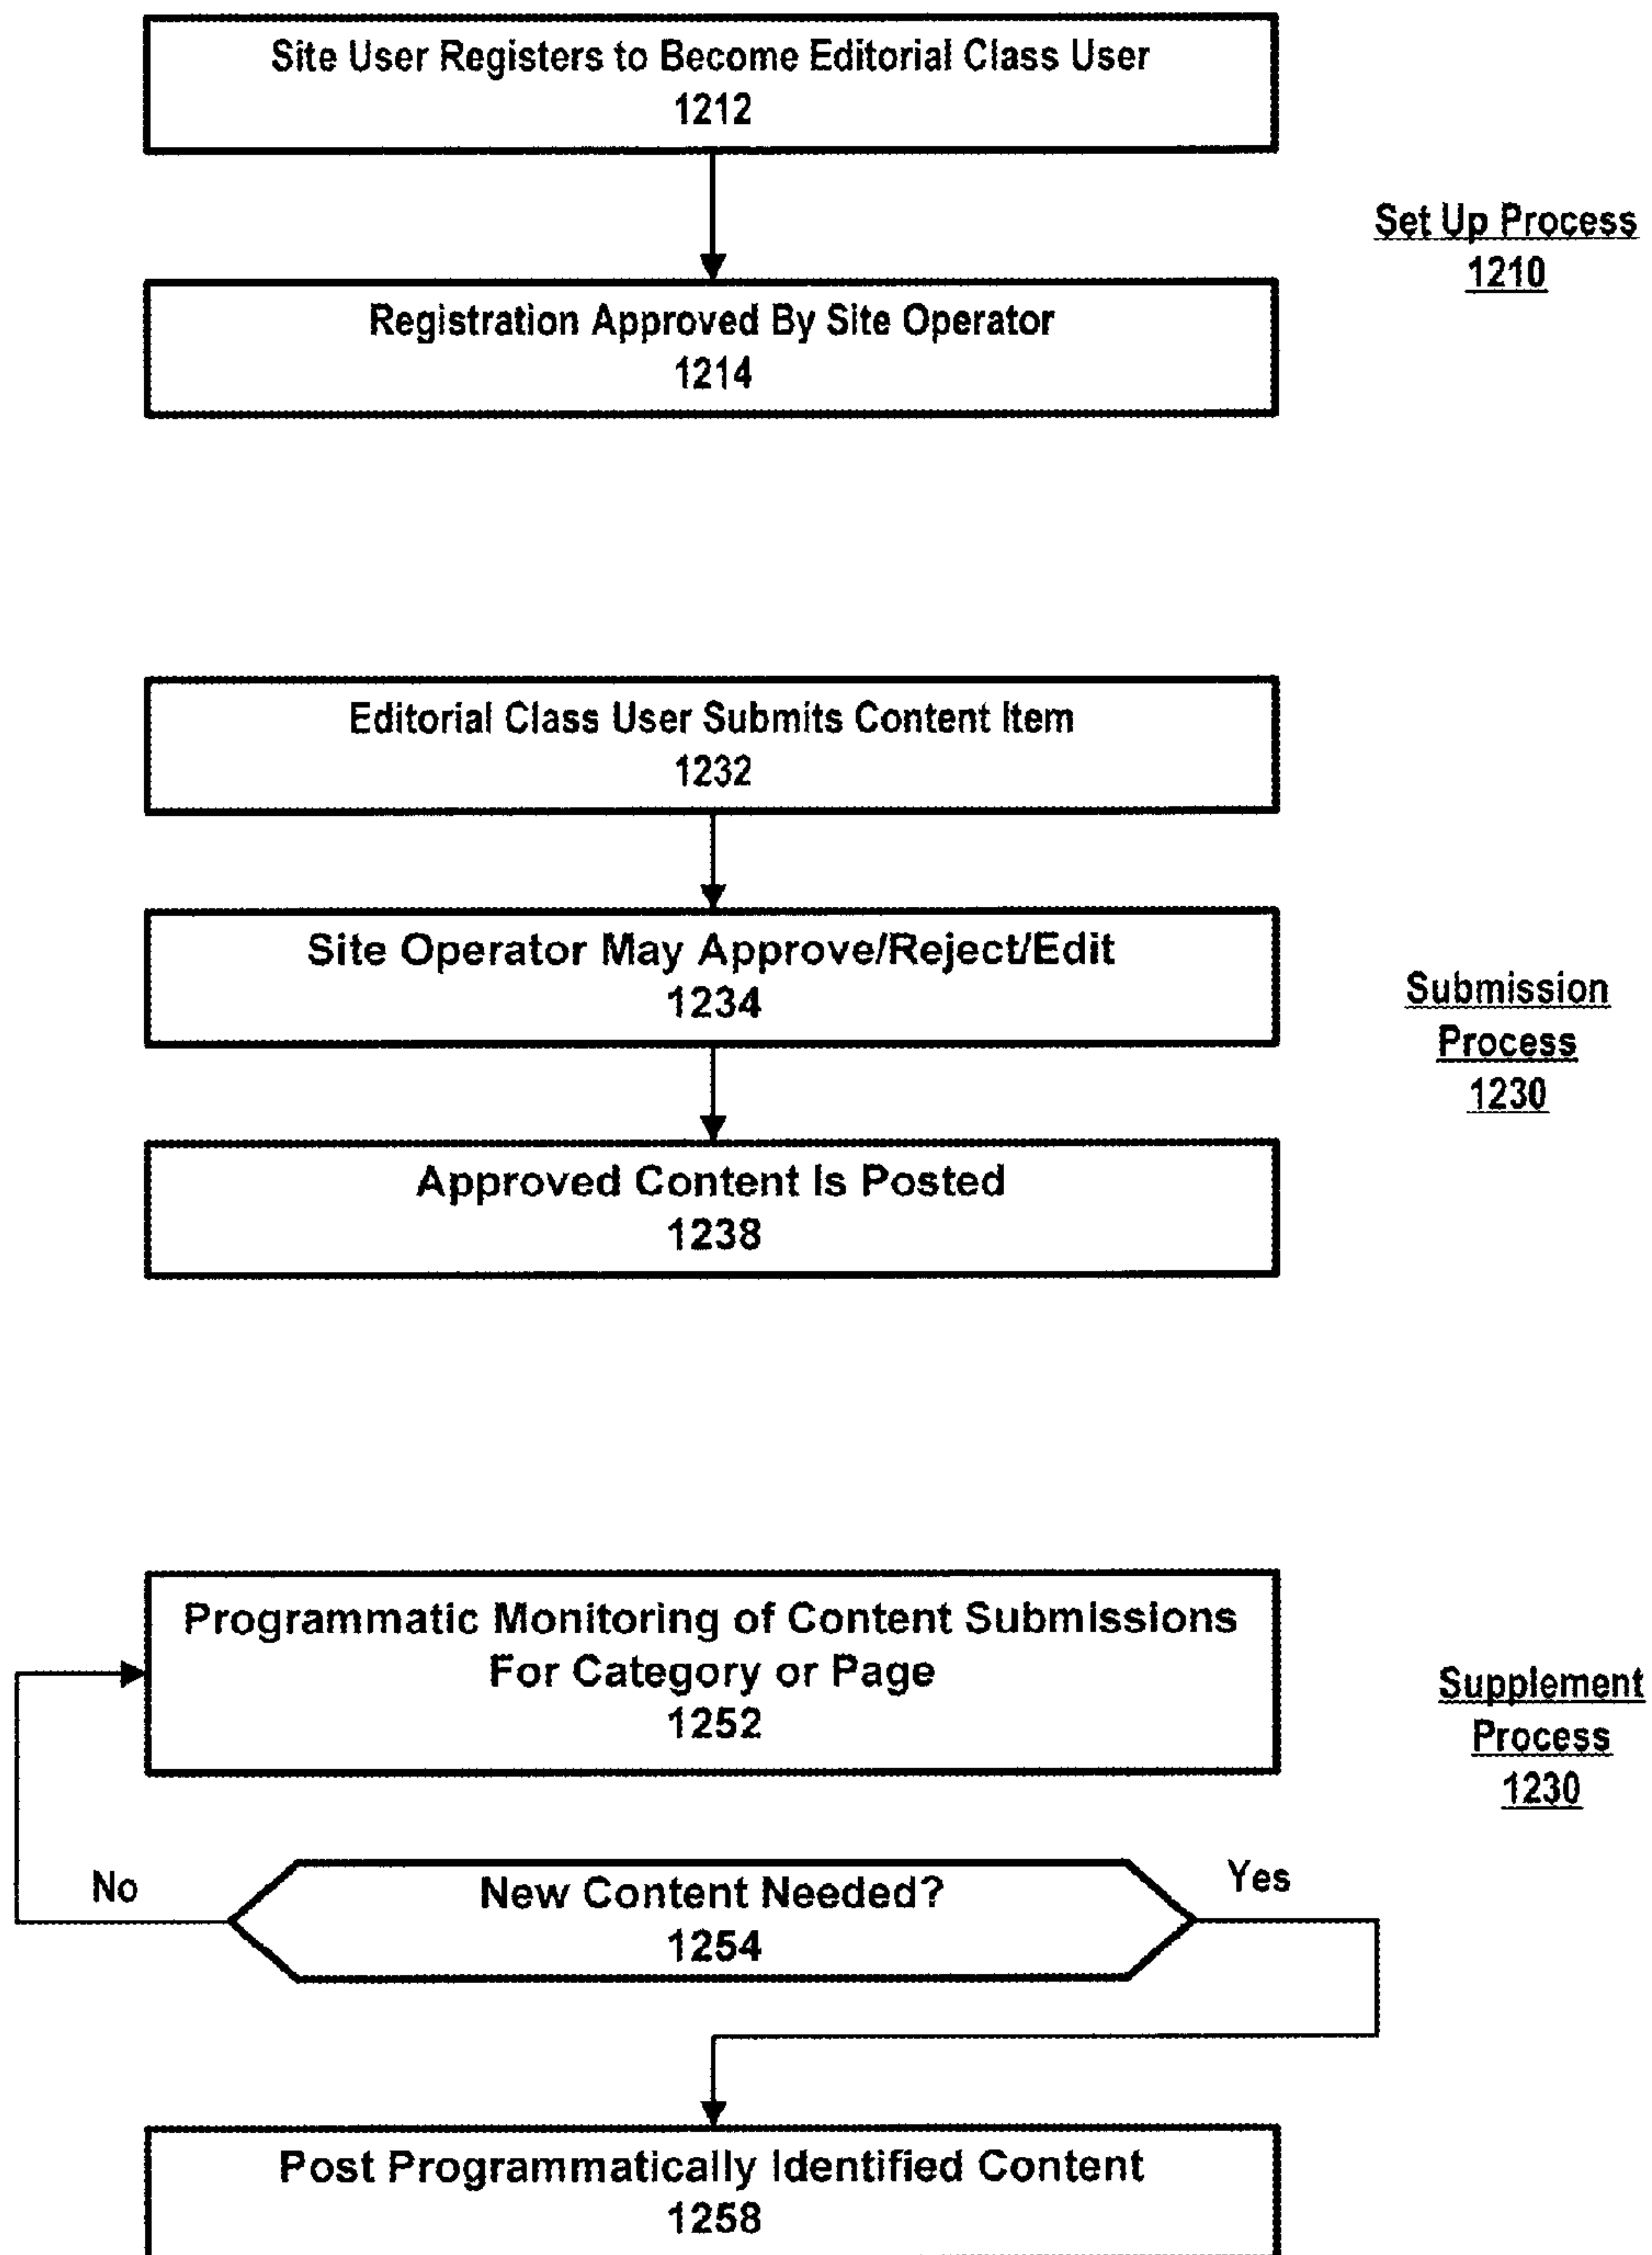 Site User Registers to Become Editorial Class User
1212
Set Up Process
1210
Registration Approved By Site Operator
1214
Editorial Class User Submits Content Item
1232
Site Operator May Approve/Reject/Edit
1234
Submission
Process
1230
Approved Content Is Posted
1238
Programmatic Monitoring of Content Submissions
For Category or Page
1252
Supplement
Process
1230
No
New Content Needed?
1254
Yes
Post Programmatically Identified Content
1258